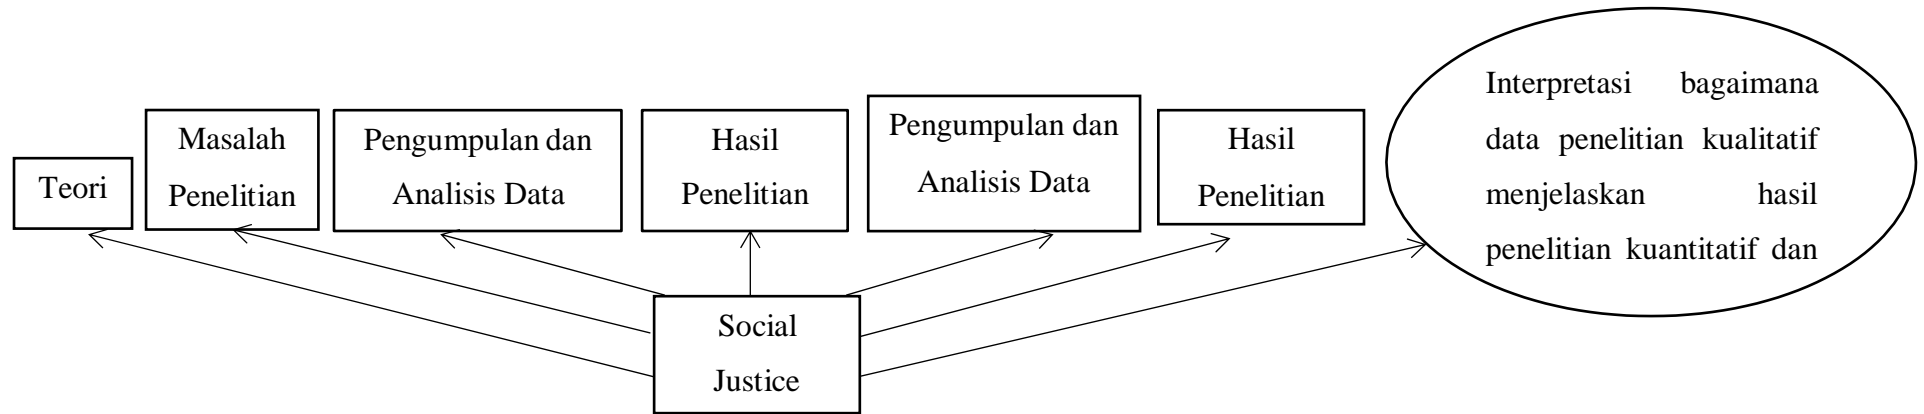 Teori
Masalah
Penelitian
Pengumpulan dan
Analisis Data
Hasil
Penelitian
Pengumpulan dan
Analisis Data
Hasil
Penelitian
Interpretasi bagaimana
data penelitian kualitatif
menjelaskan hasil
penelitian kuantitatif dan
Social
Justice